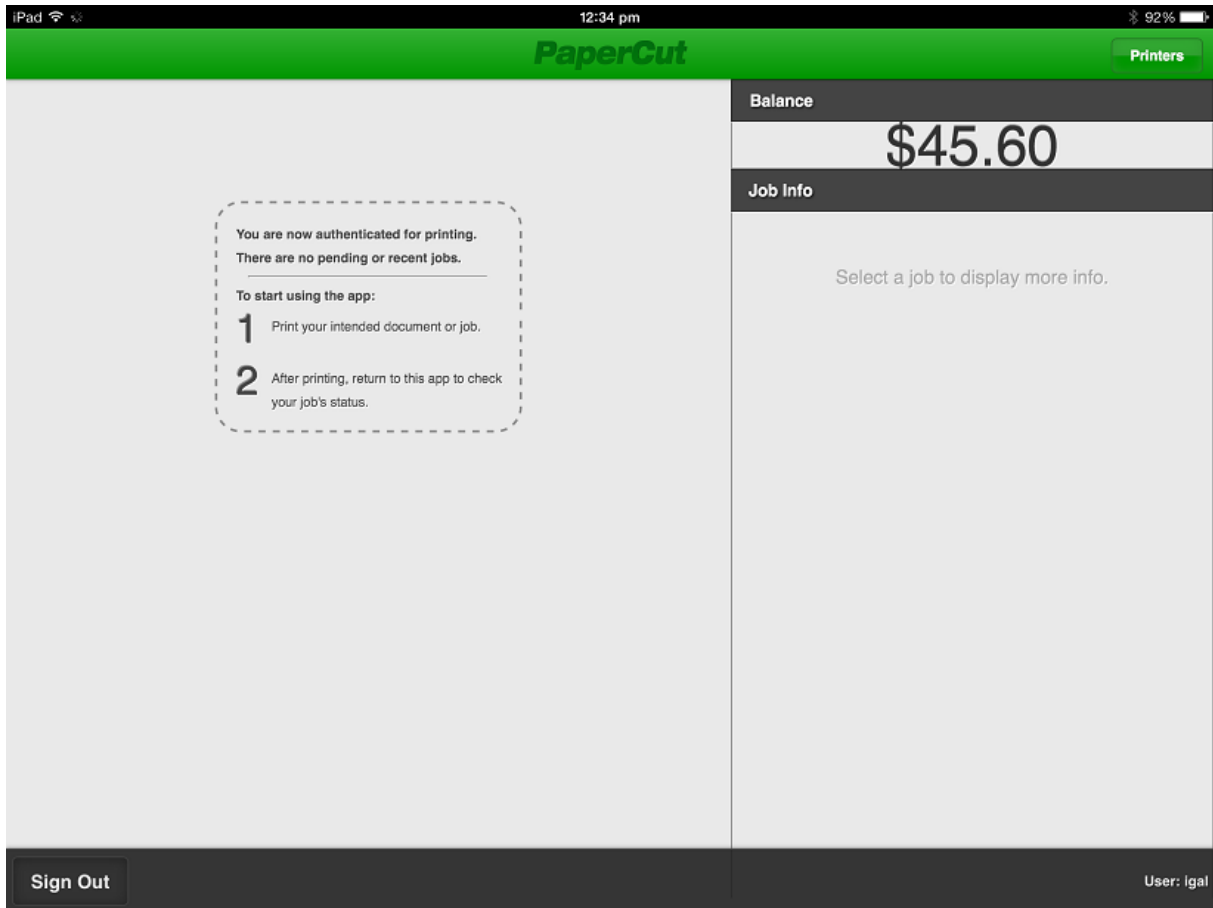 iPad
12:34 pm
92%
PaperCut
Printers
Balance
$45.60
Job Info
Select a job to display more info.
You are now authenticated for printing.
There are no pending or recent jobs.
To start using the app:
1 Print your intended document or job.
2 After printing, return to this app to check
your job's status.
Sign Out
User: igal